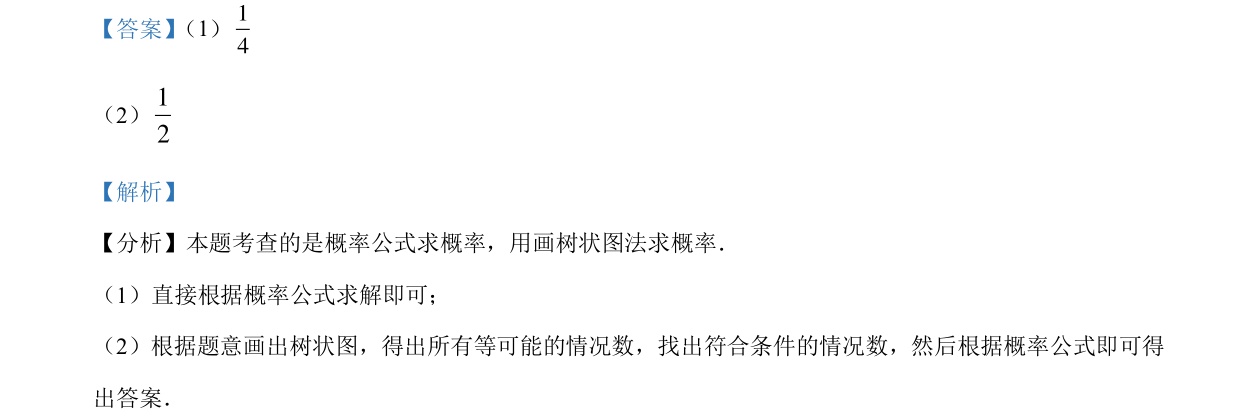 【答案】（1）1/4
（2）1/2
【解析】
【分析】本题考查的是概率公式求概率，用画树状图法求概率．
（1）直接根据概率公式求解即可；
（2）根据题意画出树状图，得出所有等可能的情况数，找出符合条件的情况数，然后根据概率公式即可得
出答案．